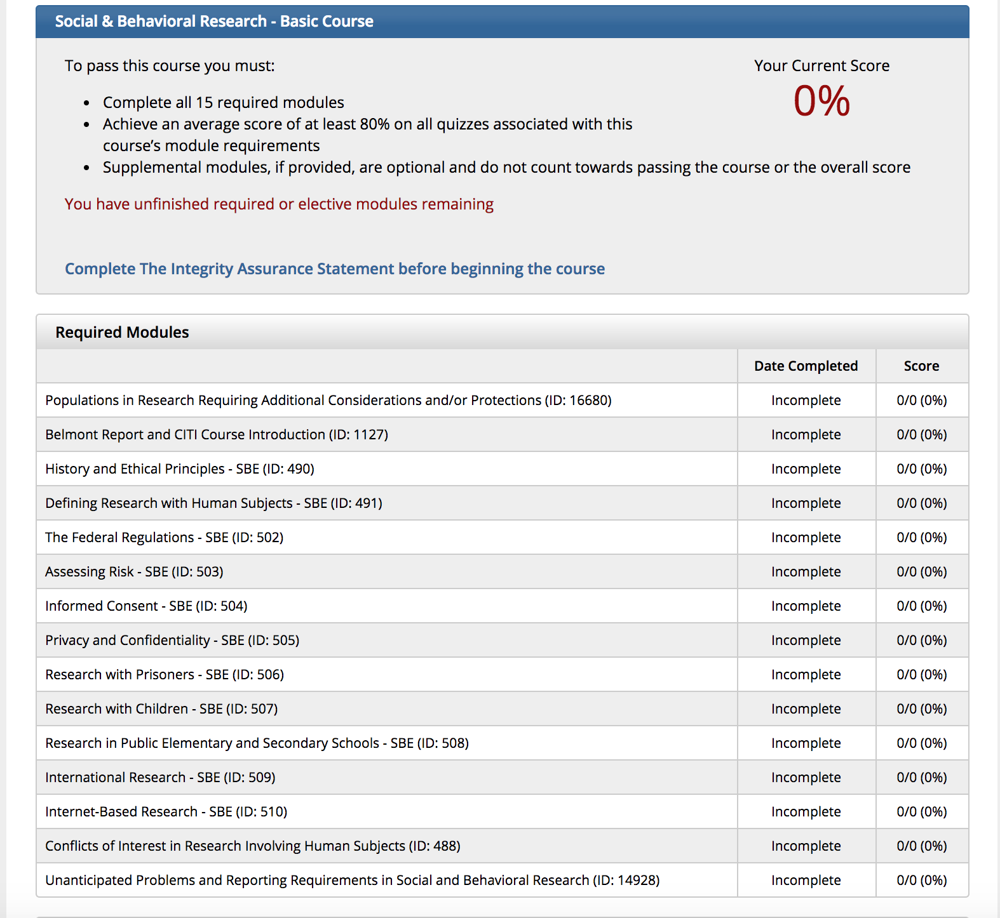 Social & Behavioral Research - Basic Course
To pass this course you must:
Your Current Score
0%
• Complete all 15 required modules
• Achieve an average score of at least 80% on all quizzes associated with this
course’s module requirements
• Supplemental modules, if provided, are optional and do not count towards passing the course or the overall score
You have unfinished required or elective modules remaining
Complete The Integrity Assurance Statement before beginning the course
Required Modules
Date Completed Score
Populations in Research Requiring Additional Considerations and/or Protections (ID: 16680) Incomplete 0/0 (0%)
Belmont Report and CITI Course Introduction (ID: 1127) Incomplete 0/0 (0%)
History and Ethical Principles - SBE (ID: 490) Incomplete 0/0 (0%)
Defining Research with Human Subjects - SBE (ID: 491) Incomplete 0/0 (0%)
The Federal Regulations - SBE (ID: 502) Incomplete 0/0 (0%)
Assessing Risk - SBE (ID: 503) Incomplete 0/0 (0%)
Informed Consent - SBE (ID: 504) Incomplete 0/0 (0%)
Privacy and Confidentiality - SBE (ID: 505) Incomplete 0/0 (0%)
Research with Prisoners - SBE (ID: 506) Incomplete 0/0 (0%)
Research with Children - SBE (ID: 507) Incomplete 0/0 (0%)
Research in Public Elementary and Secondary Schools - SBE (ID: 508) Incomplete 0/0 (0%)
International Research - SBE (ID: 509) Incomplete 0/0 (0%)
Internet-Based Research - SBE (ID: 510) Incomplete 0/0 (0%)
Conflicts of Interest in Research Involving Human Subjects (ID: 488) Incomplete 0/0 (0%)
Unanticipated Problems and Reporting Requirements in Social and Behavioral Research (ID: 14928) Incomplete 0/0 (0%)